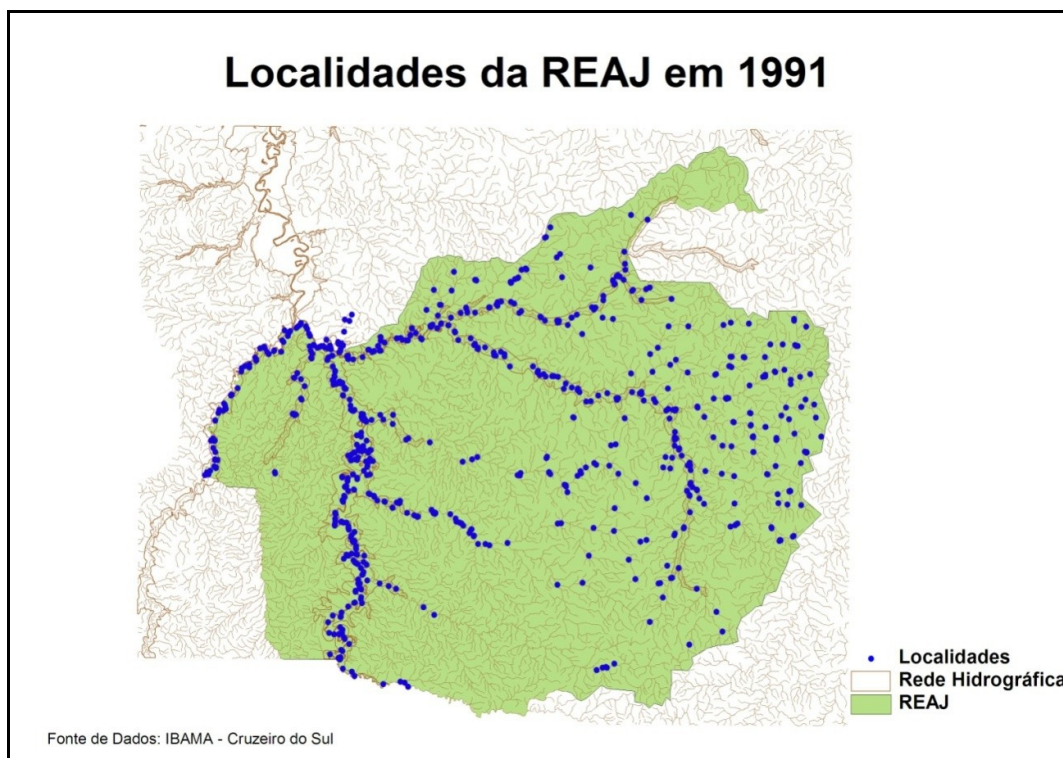 Localidades da REAJ em 1991
Localidades
Rede Hidrográfica
REAJ
Fonte de Dados: IBAMA - Cruzeiro do Sul